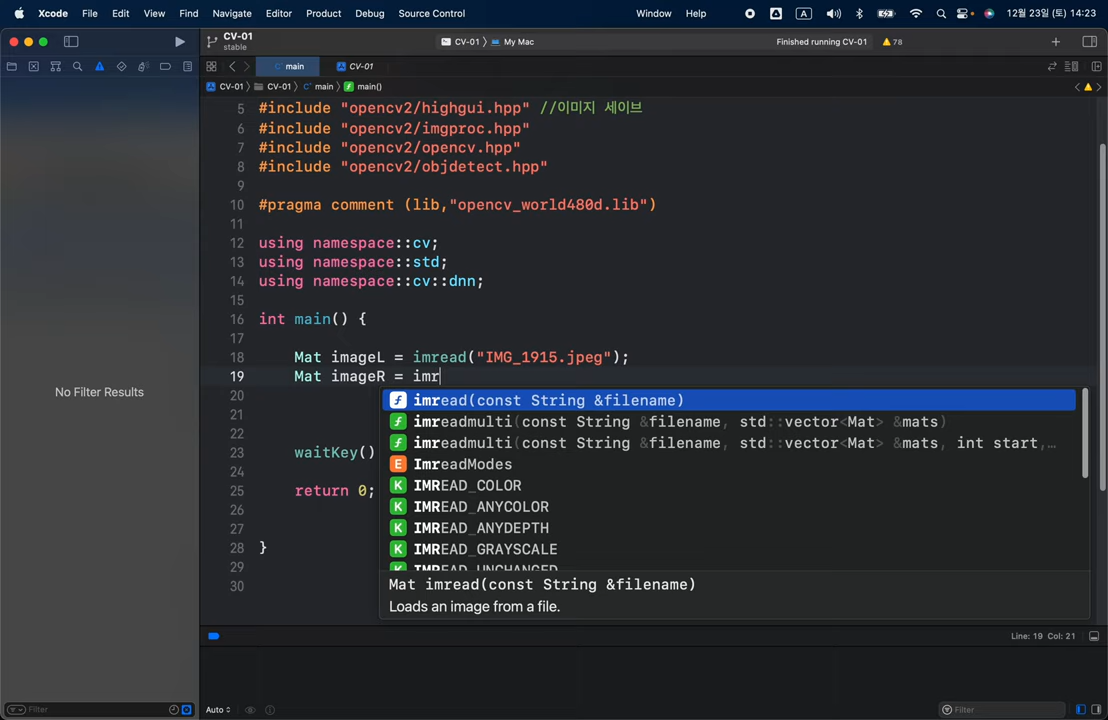 Xcode File Edit View Find Navigate Editor Product Debug Source Control Window Help A 12월 23일 (토) 14:23
CV-01
stable
CV-01 〉 My Mac
Finished running CV-01
78
C⁺ main
CV-01
CV-01 〉 CV-01 〉 C⁺ main 〉 f main()
5 #include "opencv2/highgui.hpp" //이미지 세이브
6 #include "opencv2/imgproc.hpp"
7 #include "opencv2/opencv.hpp"
8 #include "opencv2/objdetect.hpp"
9
10 #pragma comment (lib,"opencv_world480d.lib")
11
12 using namespace::cv;
13 using namespace::std;
14 using namespace::cv::dnn;
15
16 int main() {
17
18 Mat imageL = imread("IMG_1915.jpeg");
19 Mat imageR = imr
20
21
22
23 waitKey()
24
25 return 0;
26
27
28 }
29
30
f imread(const String &filename)
f imreadmulti(const String &filename, std::vector<Mat> &mats)
f imreadmulti(const String &filename, std::vector<Mat> &mats, int start,…
E ImreadModes
K IMREAD_COLOR
K IMREAD_ANYCOLOR
K IMREAD_ANYDEPTH
K IMREAD_GRAYSCALE
K IMREAD_UNCHANGED
Mat imread(const String &filename)
Loads an image from a file.
No Filter Results
Line: 19 Col: 21
Filter
Auto
Filter